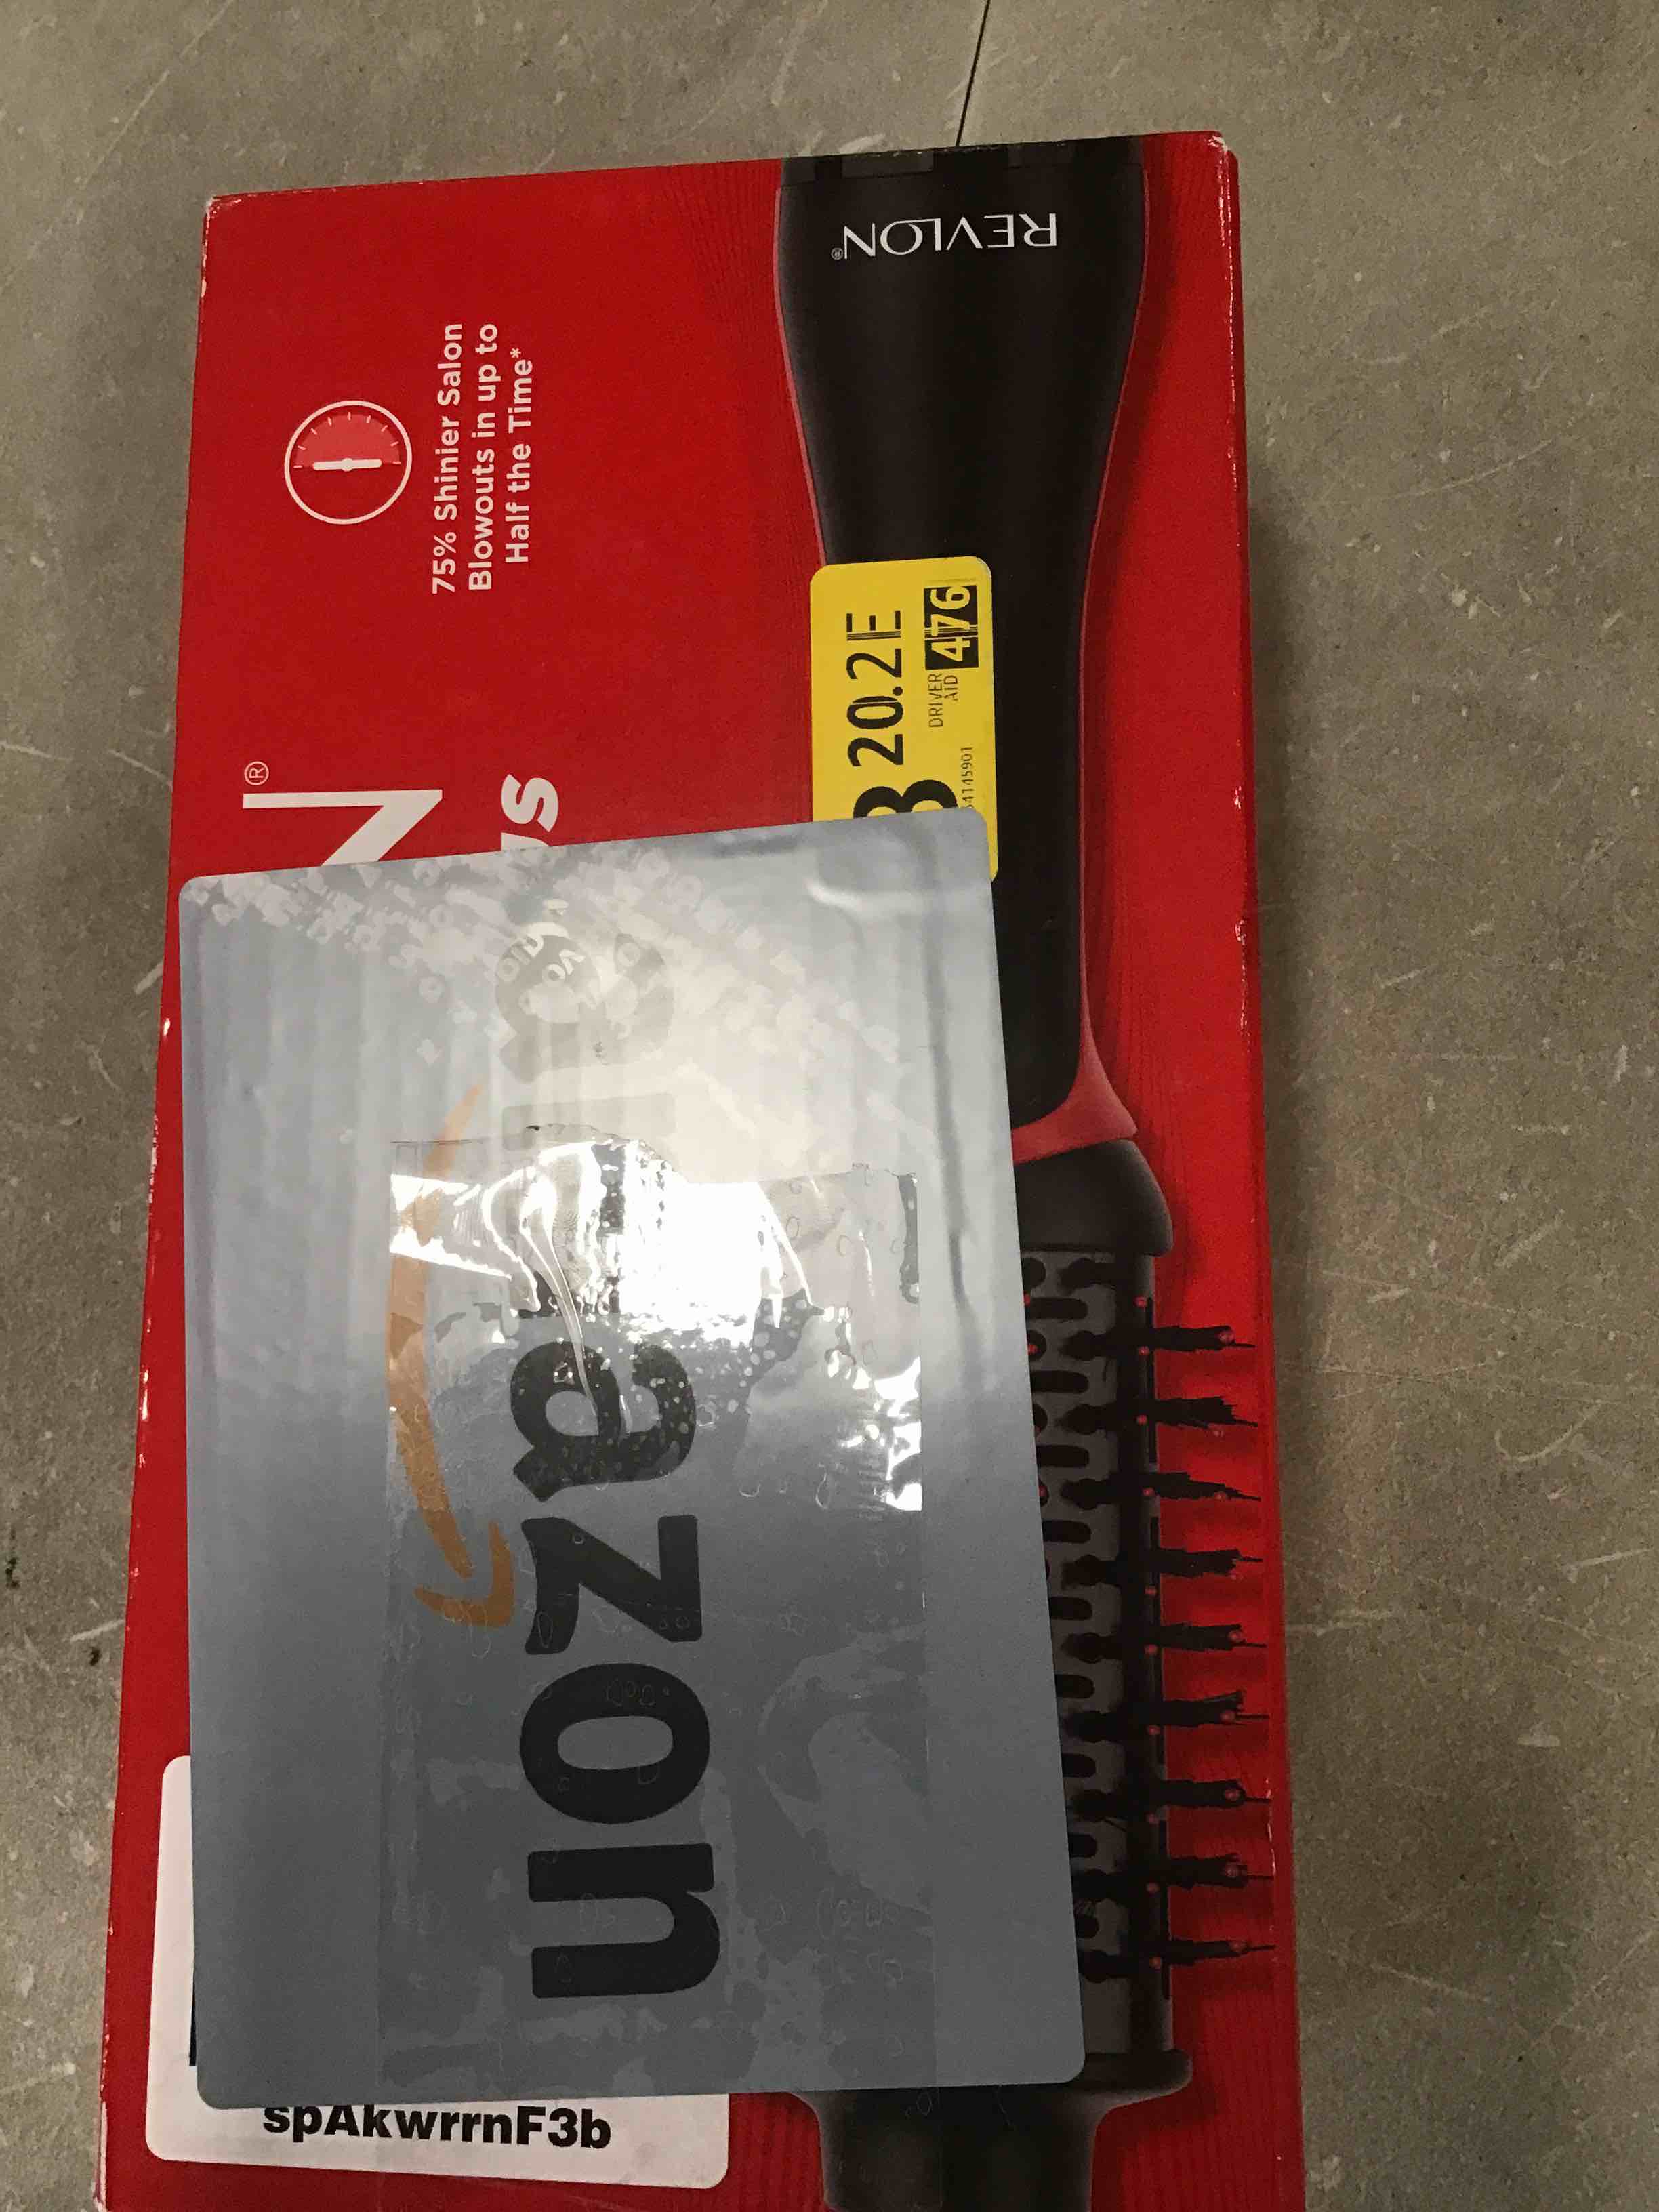 REVLON®
75% Shinier Salon
Blowouts in up to
Half the Time*
N®
s
20.2E
DRIVER
AID
476
amazon
spAkwrrnF3b